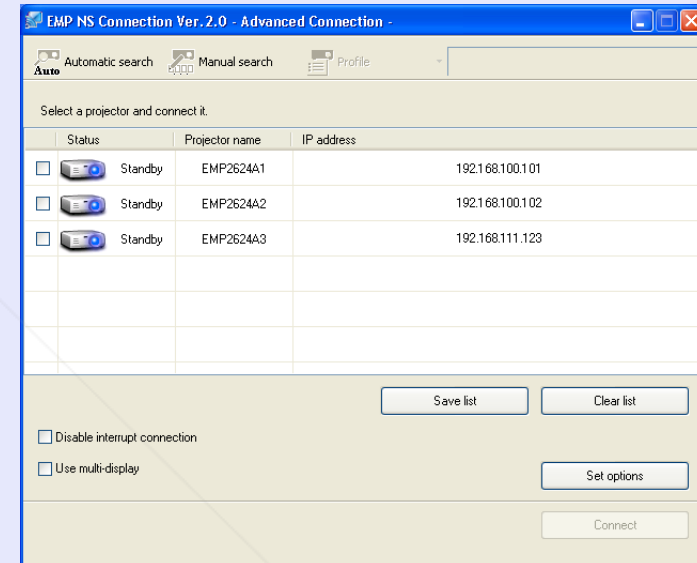 EMP NS Connection Ver.2.0 - Advanced Connection -
Auto Automatic search Manual search Profile
Select a projector and connect it.
Status Projector name IP address
Standby EMP2624A1 192.168.100.101
Standby EMP2624A2 192.168.100.102
Standby EMP2624A3 192.168.111.123
Save list Clear list
Disable interrupt connection
Use multi-display
Set options
Connect